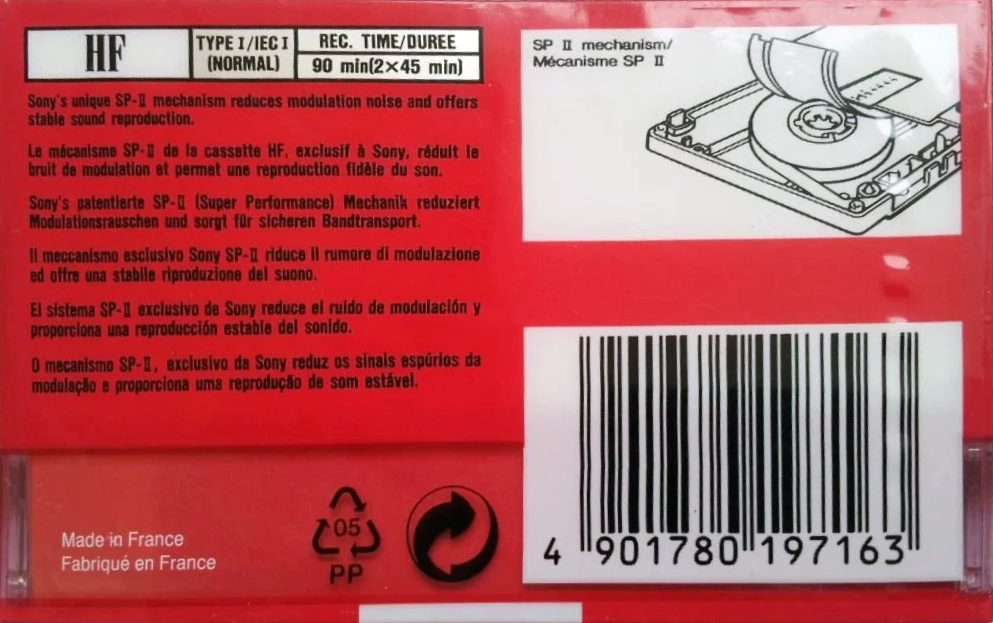 HF
TYPE I/IEC I
(NORMAL)
REC. TIME/DUREE
90 min(2×45 min)
Sony's unique SP-II mechanism reduces modulation noise and offers
stable sound reproduction.
Le mécanisme SP-II de la cassette HF, exclusif à Sony, réduit le
bruit de modulation et permet une reproduction fidèle du son.
Sony's patentierte SP-II (Super Performance) Mechanik reduziert
Modulationsrauschen und sorgt für sicheren Bandtransport.
Il meccanismo esclusivo Sony SP-II riduce il rumore di modulazione
ed offre una stabile riproduzione del suono.
El sistema SP-II exclusivo de Sony reduce el ruido de modulación y
proporciona una reproducción estable del sonido.
O mecanismo SP-II, exclusivo da Sony reduz os sinais espúrios da
modulação e proporciona uma reprodução de som estável.
SP II mechanism/
Mécanisme SP II
Made in France
Fabriqué en France
05
PP
4 901780 197163